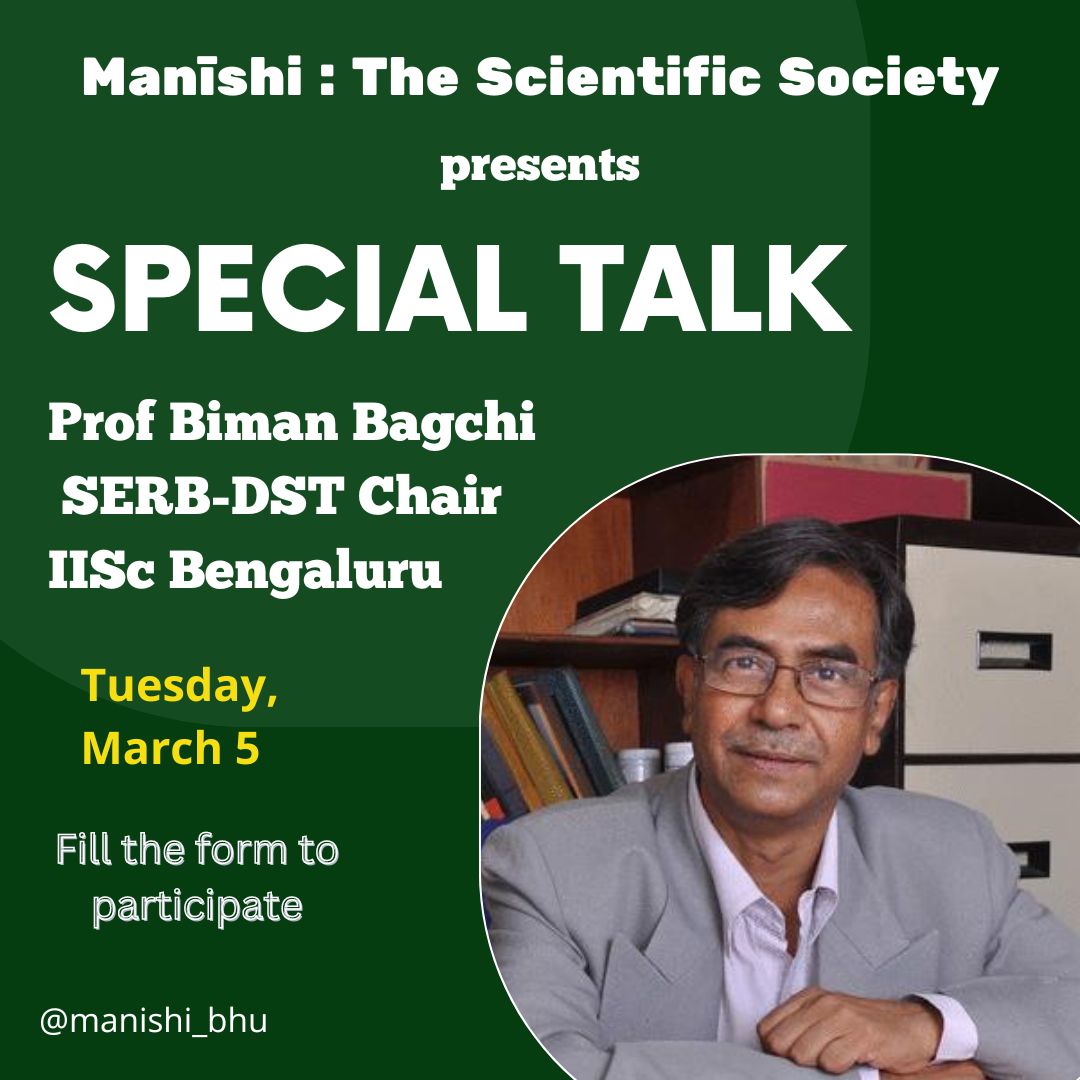 Manīshi : The Scientific Society
presents
SPECIAL TALK
Prof Biman Bagchi
SERB-DST Chair
IISc Bengaluru
Tuesday,
March 5
Fill the form to
participate
@manishi_bhu